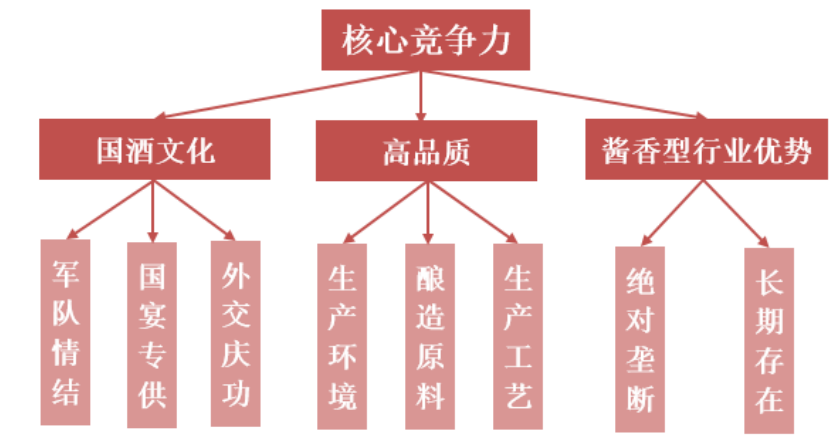 核心竞争力
国酒文化
高品质
酱香型行业优势
军队情结
国宴专供
外交庆功
生产环境
酿造原料
生产工艺
绝对垄断
长期存在